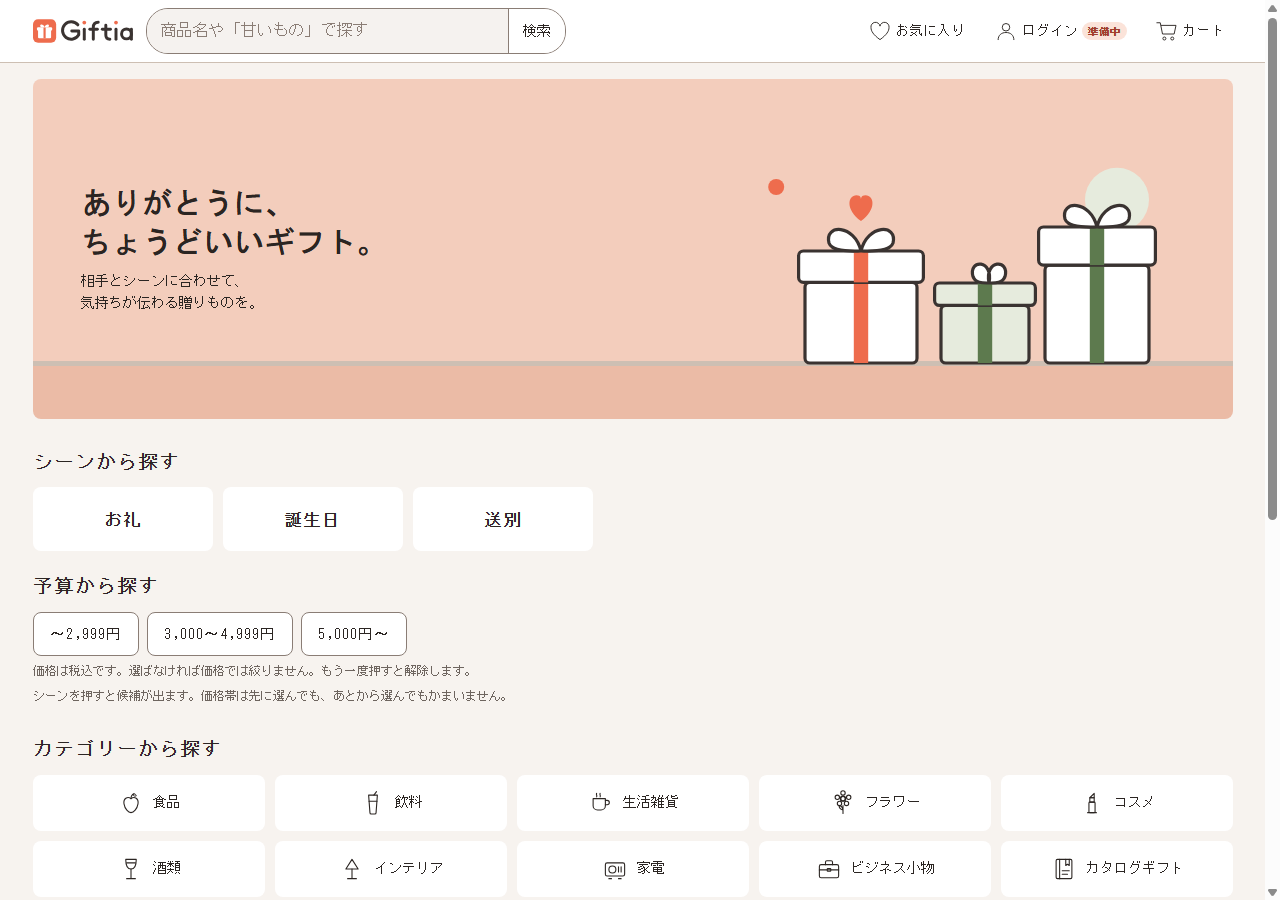 Giftia
商品名や「甘いもの」で探す
検索
お気に入り
ログイン 準備中
カート
ありがとうに、
ちょうどいいギフト。
相手とシーンに合わせて、
気持ちが伝わる贈りものを。
シーンから探す
お礼
誕生日
送別
予算から探す
～2,999円
3,000～4,999円
5,000円～
価格は税込です。選ばなければ価格では絞りません。もう一度押すと解除します。
シーンを押すと候補が出ます。価格帯は先に選んでも、あとから選んでもかまいません。
カテゴリーから探す
食品
飲料
生活雑貨
フラワー
コスメ
酒類
インテリア
家電
ビジネス小物
カタログギフト